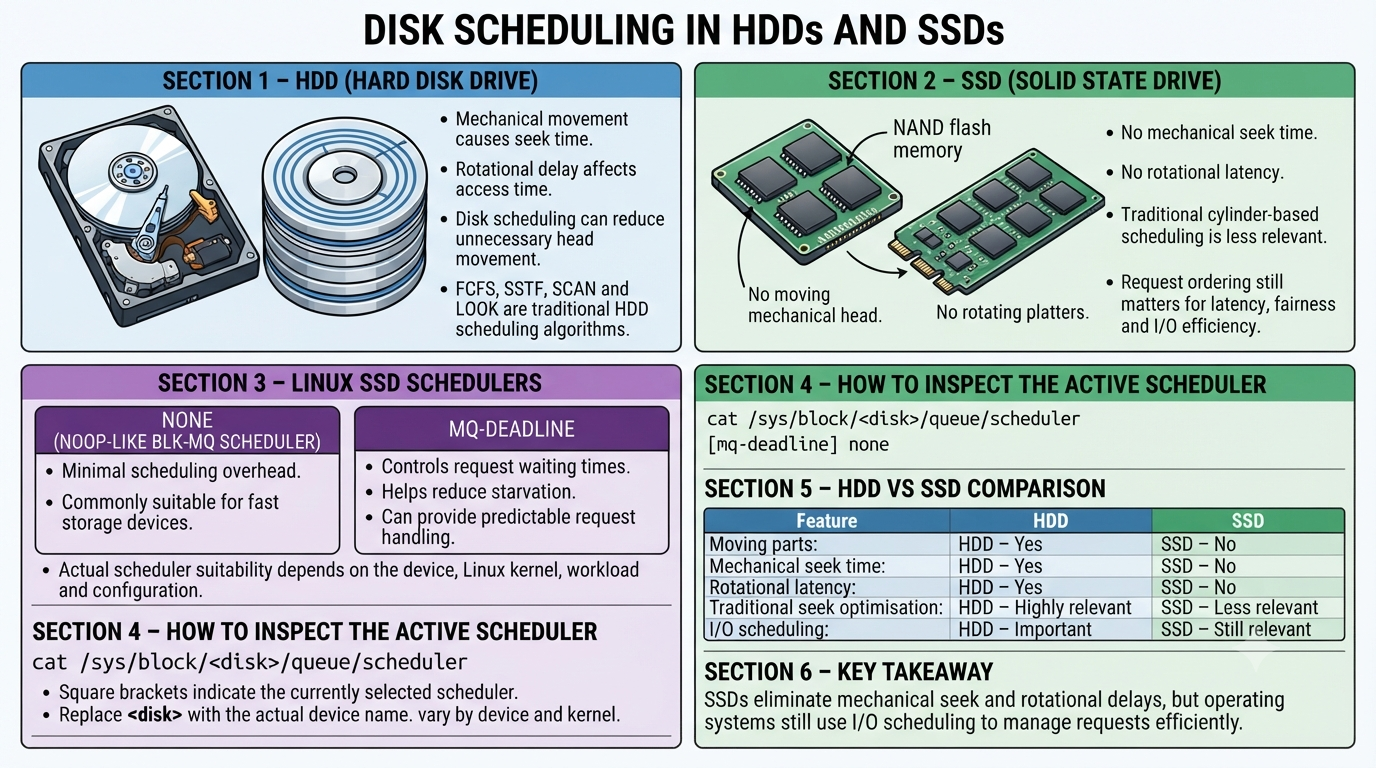 DISK SCHEDULING IN HDDs AND SSDs
SECTION 1 – HDD (HARD DISK DRIVE)
• Mechanical movement
causes seek time.
• Rotational delay affects
access time.
• Disk scheduling can reduce
unnecessary head
movement.
• FCFS, SSTF, SCAN and
LOOK are traditional HDD
scheduling algorithms.
SECTION 2 – SSD (SOLID STATE DRIVE)
NAND flash
memory
No moving
mechanical head.
No rotating platters.
• No mechanical seek time.
• No rotational latency.
• Traditional cylinder-based
scheduling is less relevant.
• Request ordering still
matters for latency, fairness
and I/O efficiency.
SECTION 3 – LINUX SSD SCHEDULERS
NONE
(NOOP-LIKE BLK-MQ SCHEDULER)
• Minimal scheduling overhead.
• Commonly suitable for fast
storage devices.
MQ-DEADLINE
• Controls request waiting times.
• Helps reduce starvation.
• Can provide predictable request
handling.
• Actual scheduler suitability depends on the device, Linux kernel, workload
and configuration.
SECTION 4 – HOW TO INSPECT THE ACTIVE SCHEDULER
cat /sys/block/<disk>/queue/scheduler
• Square brackets indicate the currently selected scheduler.
• Replace <disk> with the actual device name. vary by device and kernel.
SECTION 4 – HOW TO INSPECT THE ACTIVE SCHEDULER
cat /sys/block/<disk>/queue/scheduler
[mq-deadline] none
SECTION 5 – HDD VS SSD COMPARISON
Feature HDD SSD
Moving parts: HDD – Yes SSD – No
Mechanical seek time: HDD – Yes SSD – No
Rotational latency: HDD – Yes SSD – No
Traditional seek optimisation: HDD – Highly relevant SSD – Less relevant
I/O scheduling: HDD – Important SSD – Still relevant
SECTION 6 – KEY TAKEAWAY
SSDs eliminate mechanical seek and rotational delays, but operating
systems still use I/O scheduling to manage requests efficiently.